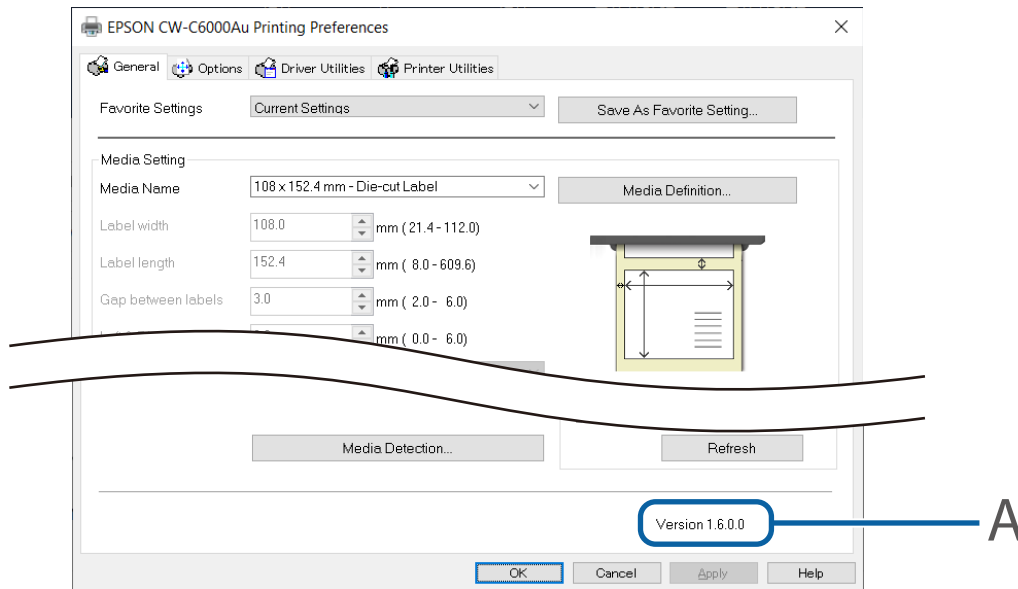 EPSON CW-C6000Au Printing Preferences
General Options Driver Utilities Printer Utilities
Favorite Settings Current Settings Save As Favorite Setting...
Media Setting
Media Name 108 x 152.4 mm - Die-cut Label Media Definition...
Label width 108.0 mm ( 21.4 - 112.0)
Label length 152.4 mm ( 8.0 - 609.6)
Gap between labels 3.0 mm ( 2.0 - 6.0)
mm ( 0.0 - 6.0)
Media Detection... Refresh
Version 1.6.0.0 A
OK Cancel Apply Help